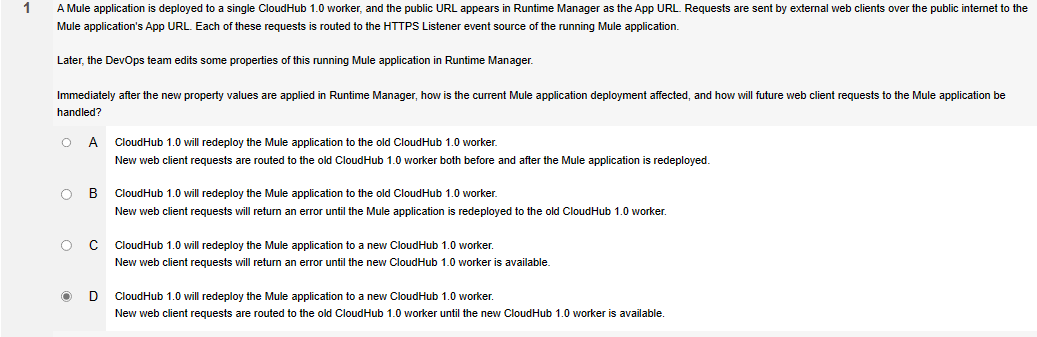 1 A Mule application is deployed to a single CloudHub 1.0 worker, and the public URL appears in Runtime Manager as the App URL. Requests are sent by external web clients over the public internet to the
Mule application's App URL. Each of these requests is routed to the HTTPS Listener event source of the running Mule application.
Later, the DevOps team edits some properties of this running Mule application in Runtime Manager.
Immediately after the new property values are applied in Runtime Manager, how is the current Mule application deployment affected, and how will future web client requests to the Mule application be
handled?
A CloudHub 1.0 will redeploy the Mule application to the old CloudHub 1.0 worker.
New web client requests are routed to the old CloudHub 1.0 worker both before and after the Mule application is redeployed.
B CloudHub 1.0 will redeploy the Mule application to the old CloudHub 1.0 worker.
New web client requests will return an error until the Mule application is redeployed to the old CloudHub 1.0 worker.
C CloudHub 1.0 will redeploy the Mule application to a new CloudHub 1.0 worker.
New web client requests will return an error until the new CloudHub 1.0 worker is available.
D CloudHub 1.0 will redeploy the Mule application to a new CloudHub 1.0 worker.
New web client requests are routed to the old CloudHub 1.0 worker until the new CloudHub 1.0 worker is available.